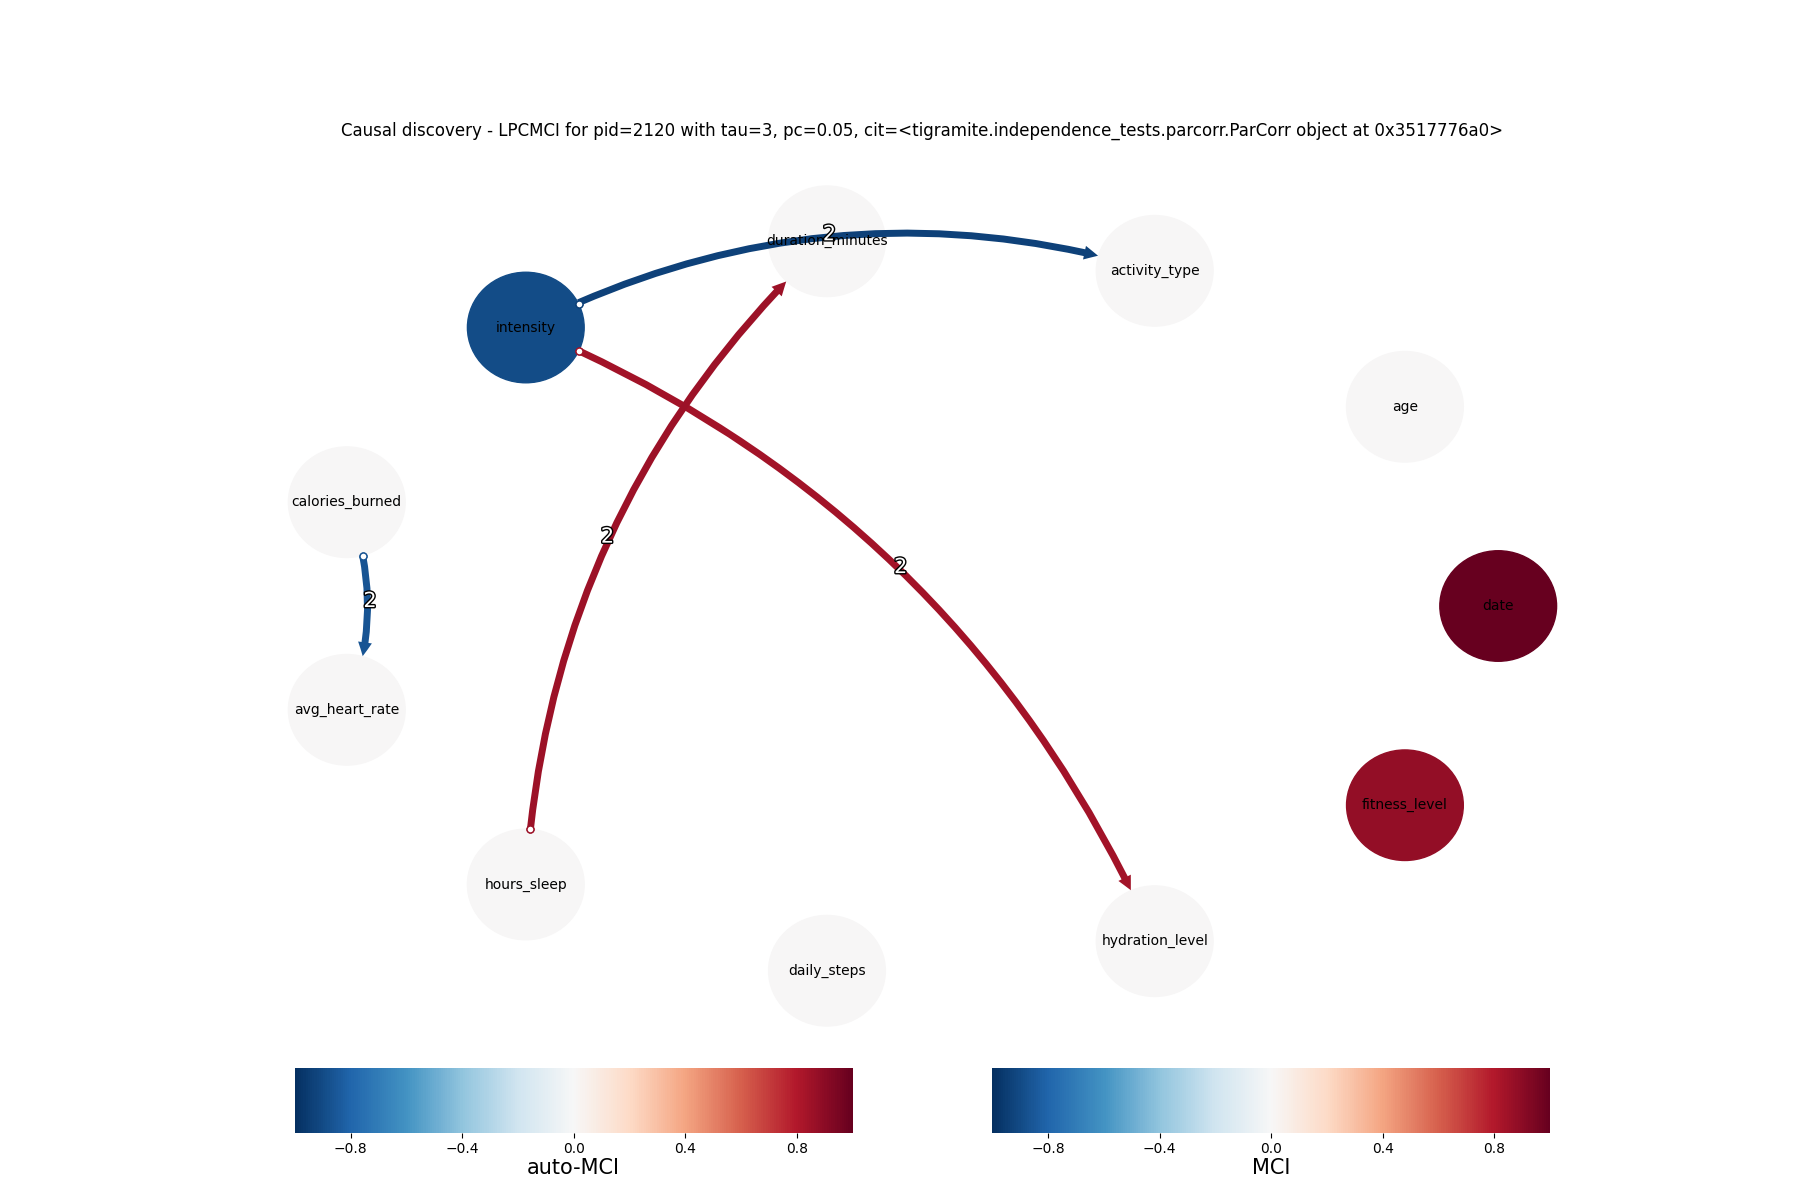 Causal discovery - LPCMCI for pid=2120 with tau=3, pc=0.05, cit=<tigramite.independence_tests.parcorr.ParCorr object at 0x3517776a0>
2
duration_minutes
activity_type
intensity
age
calories_burned
2
2
date
2
avg_heart_rate
fitness_level
hours_sleep
hydration_level
daily_steps
−0.8 −0.4 0.0 0.4 0.8
auto-MCI
−0.8 −0.4 0.0 0.4 0.8
MCI